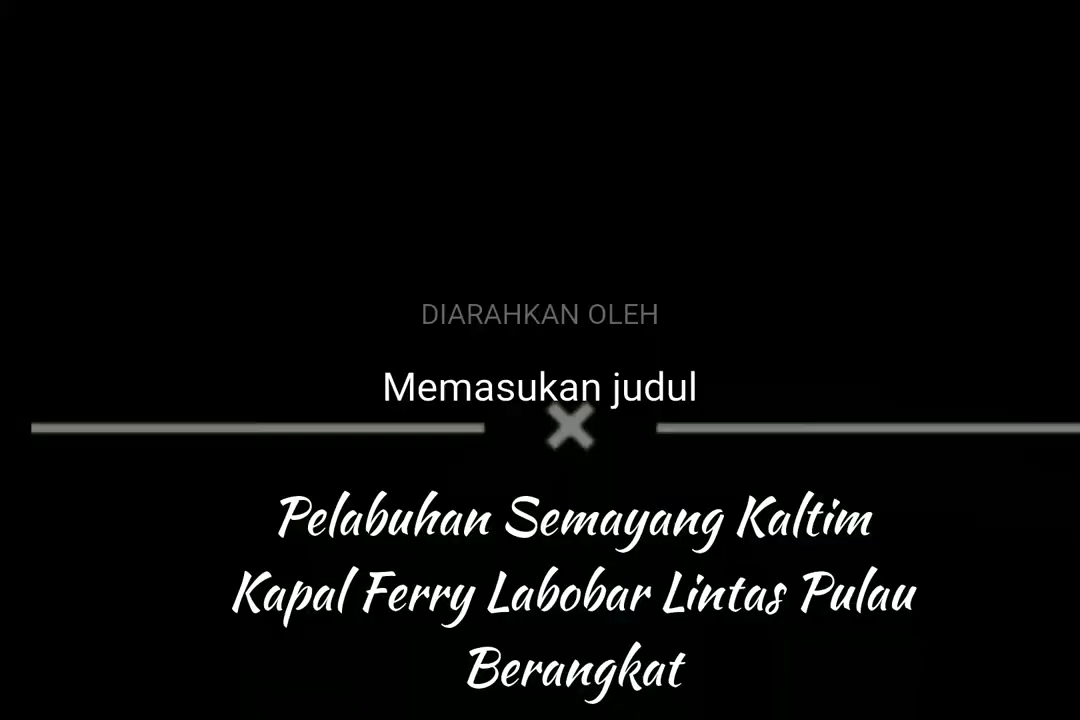 DIARAHKAN OLEH
Memasukan judul
Pelabuhan Semayang Kaltim
Kapal Ferry Labobar Lintas Pulau
Berangkat